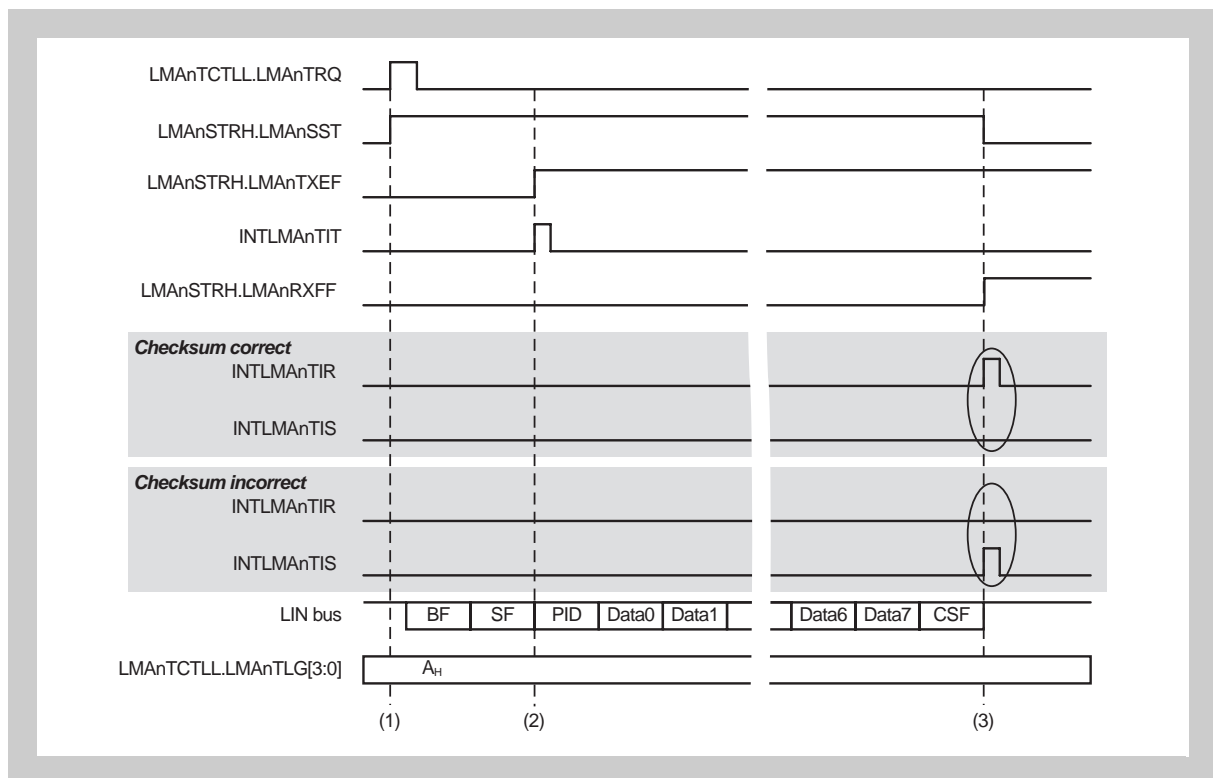 LMAnTCTLL.LMAnTRQ
LMAnSTRH.LMAnSST
LMAnSTRH.LMAnTXEF
INTLMAnTIT
LMAnSTRH.LMAnRXFF
Checksum correct
INTLMAnTIR
INTLMAnTIS
Checksum incorrect
INTLMAnTIR
INTLMAnTIS
LIN bus BF SF PID Data0 Data1 Data6 Data7 CSF
LMAnTCTLL.LMAnTLG[3:0] AH
(1) (2) (3)